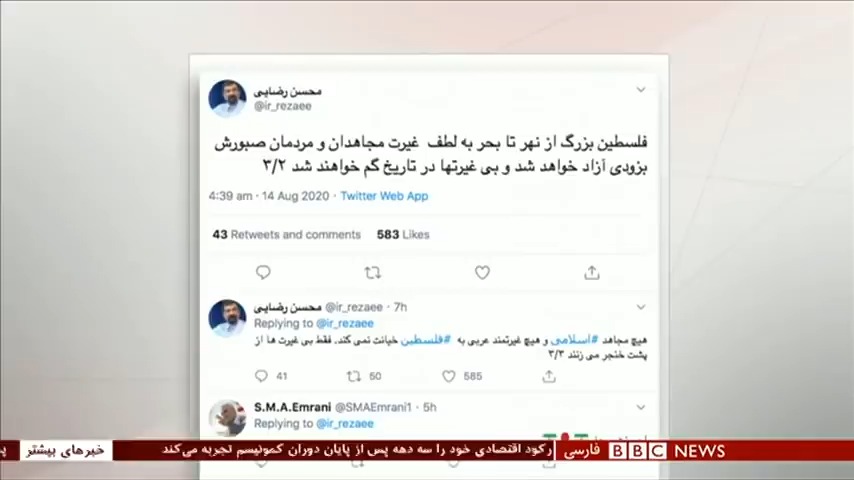 محسن رضایی
@ir_rezaee
فلسطین بزرگ از نهر تا بحر به لطف غیرت مجاهدان و مردمان صبورش
بزودی آزاد خواهد شد و بی غیرتها در تاریخ گم خواهند شد ۳/۲
4:39 am · 14 Aug 2020 · Twitter Web App
43 Retweets and comments 583 Likes
محسن رضایی @ir_rezaee · 7h
Replying to @ir_rezaee
هیچ مجاهد #اسلامی و هیچ غیرتمند عربی به #فلسطین خیانت نمی کند. فقط بی غیرت ها از
پشت خنجر می زنند ۳/۳
41 50 585
S.M.A.Emrani @SMAEmrani1 · 5h
Replying to @ir_rezaee
خبرهای بیشتر
رکود اقتصادی خود را سه دهه پس از پایان دوران کمونیسم تجربه می‌کند
BBC NEWS فارسی